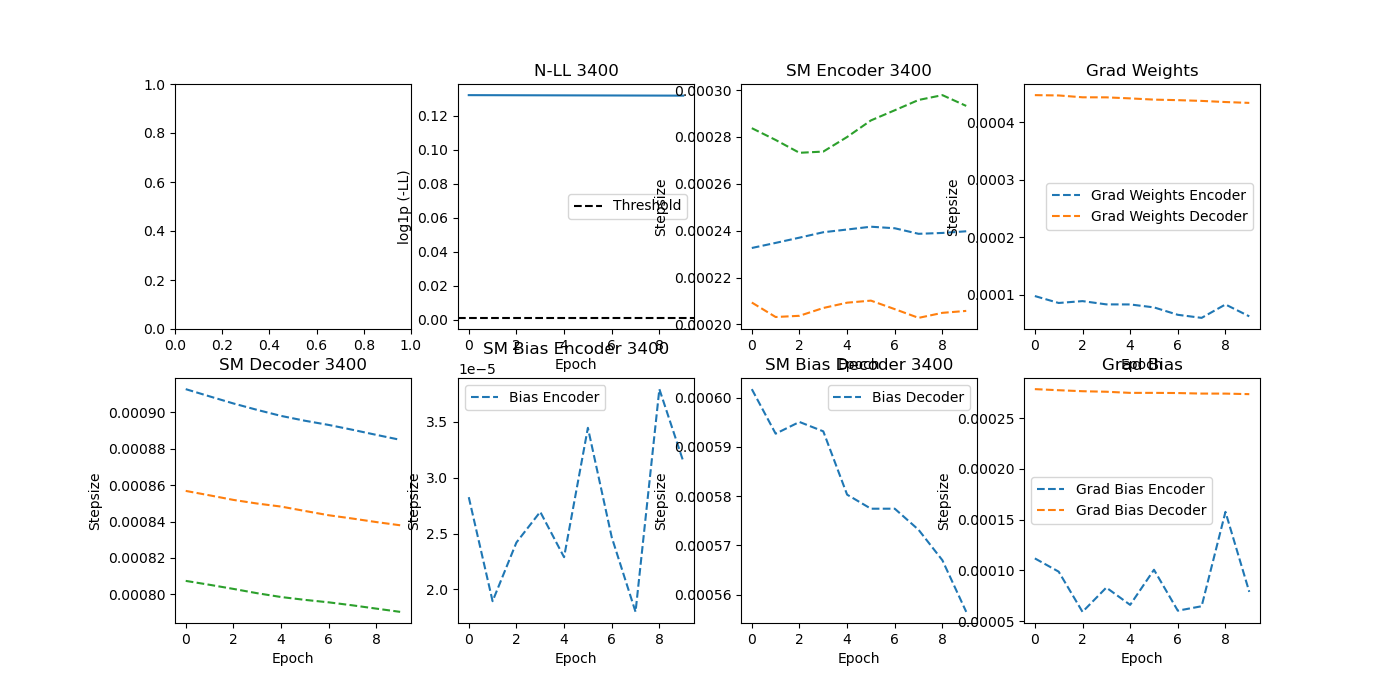 N-LL 3400
SM Encoder 3400
Grad Weights
1.0
0.8
0.6
0.4
0.2
0.0
0.0 0.2 0.4 0.6 0.8 1.0
log1p (-LL)
0.12
0.10
0.08
0.06
0.04
0.02
0.00
Threshold
0 2 4 6 8
Epoch
Stepsize
0.00030
0.00028
0.00026
0.00024
0.00022
0.00020
0 2 4 6 8
Epoch
Stepsize
0.0004
0.0003
0.0002
0.0001
Grad Weights Encoder
Grad Weights Decoder
0 2 4 6 8
Epoch
SM Decoder 3400
SM Bias Encoder 3400
SM Bias Decoder 3400
Grad Bias
Stepsize
0.00090
0.00088
0.00086
0.00084
0.00082
0.00080
0 2 4 6 8
Epoch
1e−5
Stepsize
3.5
3.0
2.5
2.0
Bias Encoder
0 2 4 6 8
Epoch
Stepsize
0.00060
0.00059
0.00058
0.00057
0.00056
Bias Decoder
0 2 4 6 8
Epoch
Stepsize
0.00025
0.00020
0.00015
0.00010
0.00005
Grad Bias Encoder
Grad Bias Decoder
0 2 4 6 8
Epoch